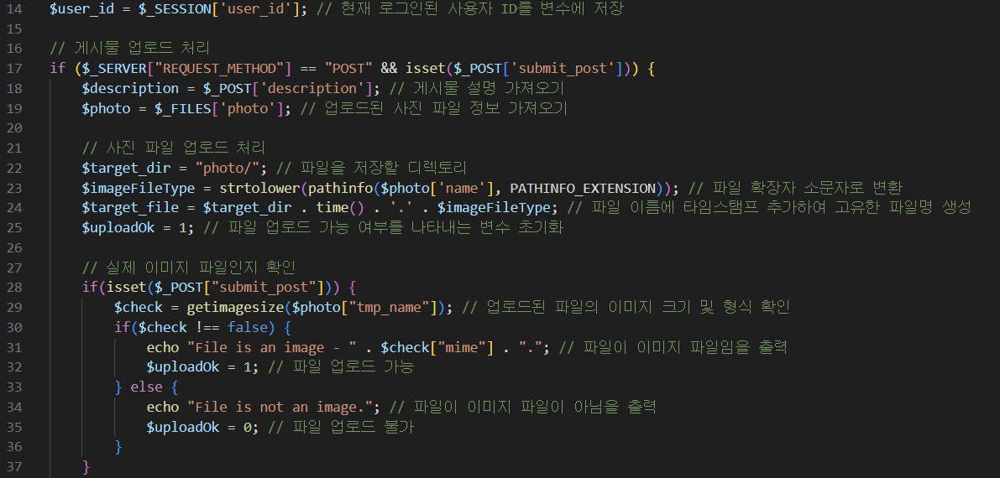 14 $user_id = $_SESSION['user_id']; // 현재 로그인된 사용자 ID를 변수에 저장
15
16 // 게시물 업로드 처리
17 if ($_SERVER["REQUEST_METHOD"] == "POST" && isset($_POST['submit_post'])) {
18 $description = $_POST['description']; // 게시물 설명 가져오기
19 $photo = $_FILES['photo']; // 업로드된 사진 파일 정보 가져오기
20
21 // 사진 파일 업로드 처리
22 $target_dir = "photo/"; // 파일을 저장할 디렉토리
23 $imageFileType = strtolower(pathinfo($photo['name'], PATHINFO_EXTENSION)); // 파일 확장자 소문자로 변환
24 $target_file = $target_dir . time() . '.' . $imageFileType; // 파일 이름에 타임스탬프 추가하여 고유한 파일명 생성
25 $uploadOk = 1; // 파일 업로드 가능 여부를 나타내는 변수 초기화
26
27 // 실제 이미지 파일인지 확인
28 if(isset($_POST["submit_post"])) {
29 $check = getimagesize($photo["tmp_name"]); // 업로드된 파일의 이미지 크기 및 형식 확인
30 if($check !== false) {
31 echo "File is an image - " . $check["mime"] . "."; // 파일이 이미지 파일임을 출력
32 $uploadOk = 1; // 파일 업로드 가능
33 } else {
34 echo "File is not an image."; // 파일이 이미지 파일이 아님을 출력
35 $uploadOk = 0; // 파일 업로드 불가
36 }
37 }